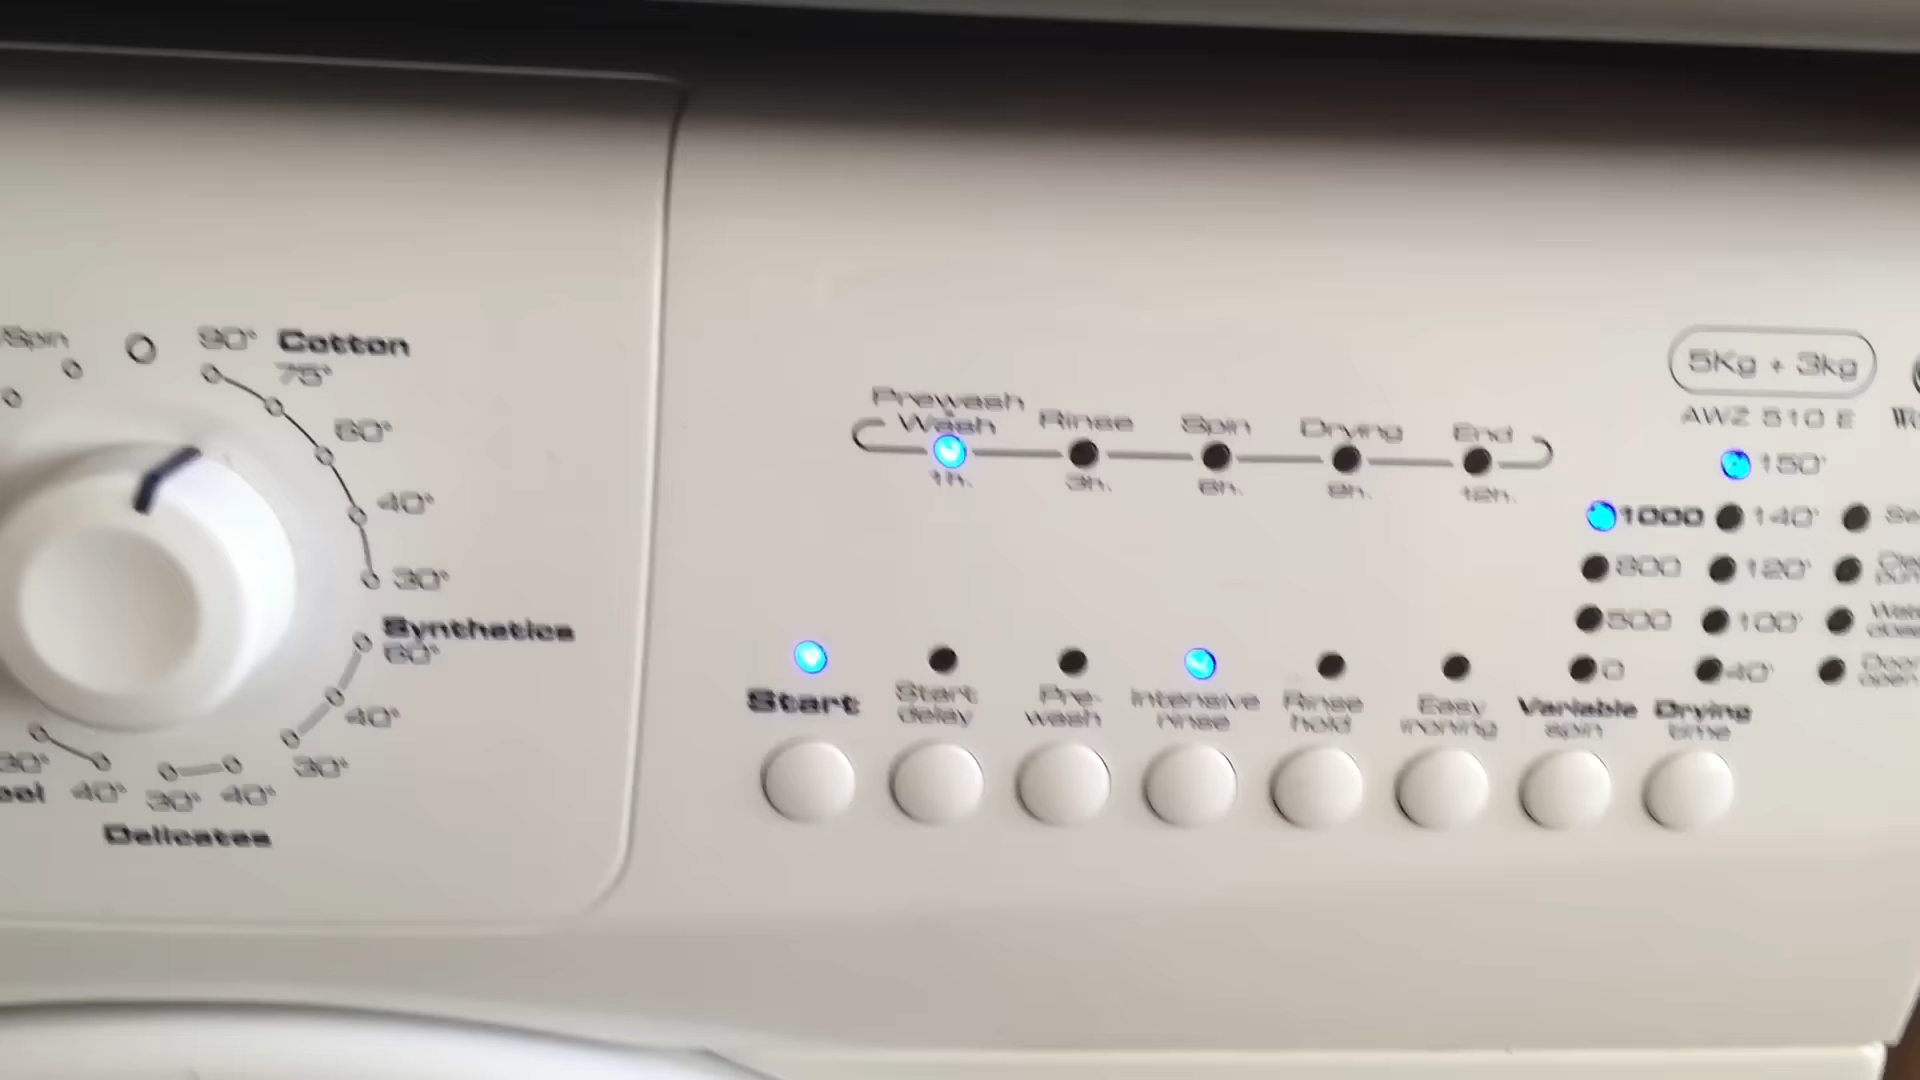 Spin
90° Cotton
75°
60°
40°
30°
Synthetics
60°
40°
30°
40°
30°
Delicates
40°
30°
Prewash
Wash Rinse Spin Drying End
1h. 3h. 6h. 9h. 12h.
Start
Start
delay
Pre-
wash
Intensive
rinse
Rinse
hold
Easy
ironing
Variable
spin
Drying
time
5Kg + 3kg
AWZ 510 E
150'
1000 140'
800 120'
500 100'
0 40'
Door